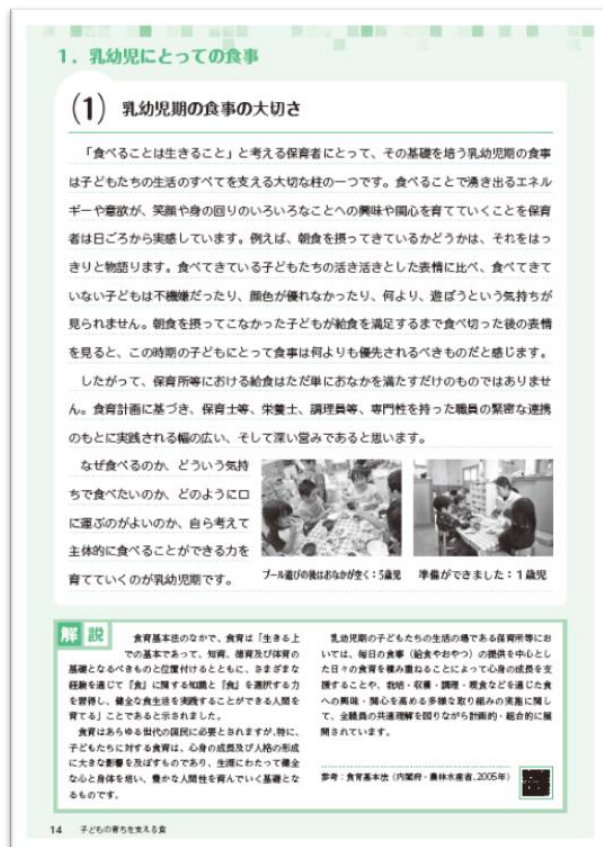 1. 乳幼児にとっての食事
(1) 乳幼児期の食事の大切さ
「食べることは生きること」と考える保育者にとって、その基礎を培う乳幼児期の食事
は子どもたちの生活のすべてを支える大切な柱の一つです。食べることで湧き出るエネル
ギーや意欲が、笑顔や身の回りのいろいろなことへの興味や関心を育てていくことを保育
者は日ごろから実感しています。例えば、朝食を摂ってきているかどうかは、それをはっ
きりと物語ります。食べてきている子どもたちの活き活きとした表情に比べ、食べてきて
いない子どもは不機嫌だったり、顔色が優れなかったり、何より、遊ぼうという気持ちが
見られません。朝食を摂ってこなかった子どもが給食を満足するまで食べ切った後の表情
を見ると、この時期の子どもにとって食事は何よりも優先されるべきものだと感じます。
したがって、保育所等における給食はただ単におなかを満たすだけのものではありませ
ん。食育計画に基づき、保育士等、栄養士、調理員等、専門性を持った職員の緊密な連携
のもとに実践される幅の広い、そして深い営みであると思います。
なぜ食べるのか、どういう気持
ちで食べたいのか、どのように口
に運ぶのがよいのか、自ら考えて
主体的に食べることができる力を
育てていくのが乳幼児期です。
プール遊びの後はおなかが空く:5歳児
準備ができました:1歳児
解説
食育基本法のなかで、食育は「生きる上
での基本であって、知育、徳育及び体育の
基礎となるべきものと位置付けるとともに、さまざまな
経験を通じて『食』に関する知識と『食』を選択する力
を習得し、健全な食生活を実践することができる人間を
育てる」ことであると示されました。
食育はあらゆる世代の国民に必要とされますが、特に、
子どもたちに対する食育は、心身の成長及び人格の形成
に大きな影響を及ぼすものであり、生涯にわたって健全
な心と身体を培い、豊かな人間性を育んでいく基礎とな
るものです。
乳幼児期の子どもたちの生活の場である保育所等にお
いては、毎日の食事(給食やおやつ)の提供を中心とし
た日々の食育を積み重ねることによって心身の成長を支
援することや、栽培・収穫・調理・喫食などを通じた食
への興味・関心を高める多様な取り組みの実施に関し
て、全職員の共通理解を図りながら計画的・総合的に展
開されています。
参考:食育基本法(内閣府・農林水産省、2005年)
14 子どもの育ちを支える食